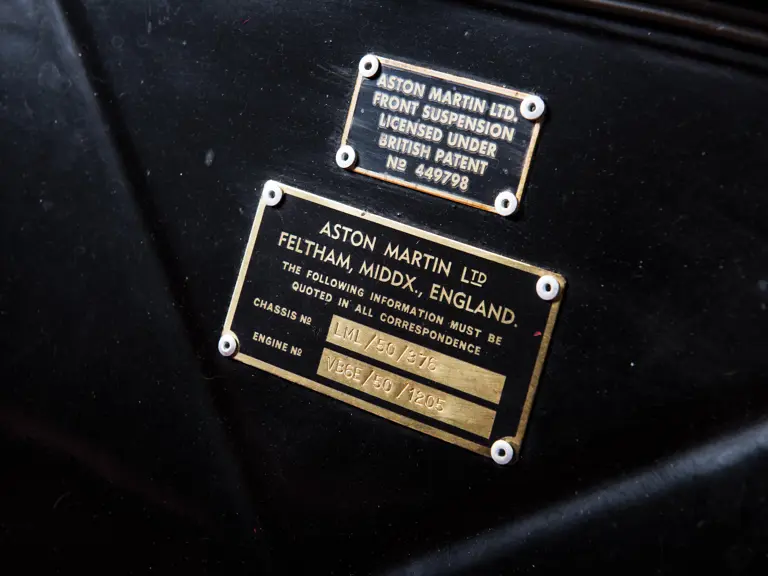 ASTON MARTIN LTD.
FRONT SUSPENSION
LICENSED UNDER
BRITISH PATENT
Nº 449798
ASTON MARTIN LTD
FELTHAM, MIDDX., ENGLAND.
THE FOLLOWING INFORMATION MUST BE
QUOTED IN ALL CORRESPONDENCE
CHASSIS Nº LML/50/376
ENGINE Nº VB6E/50/1205